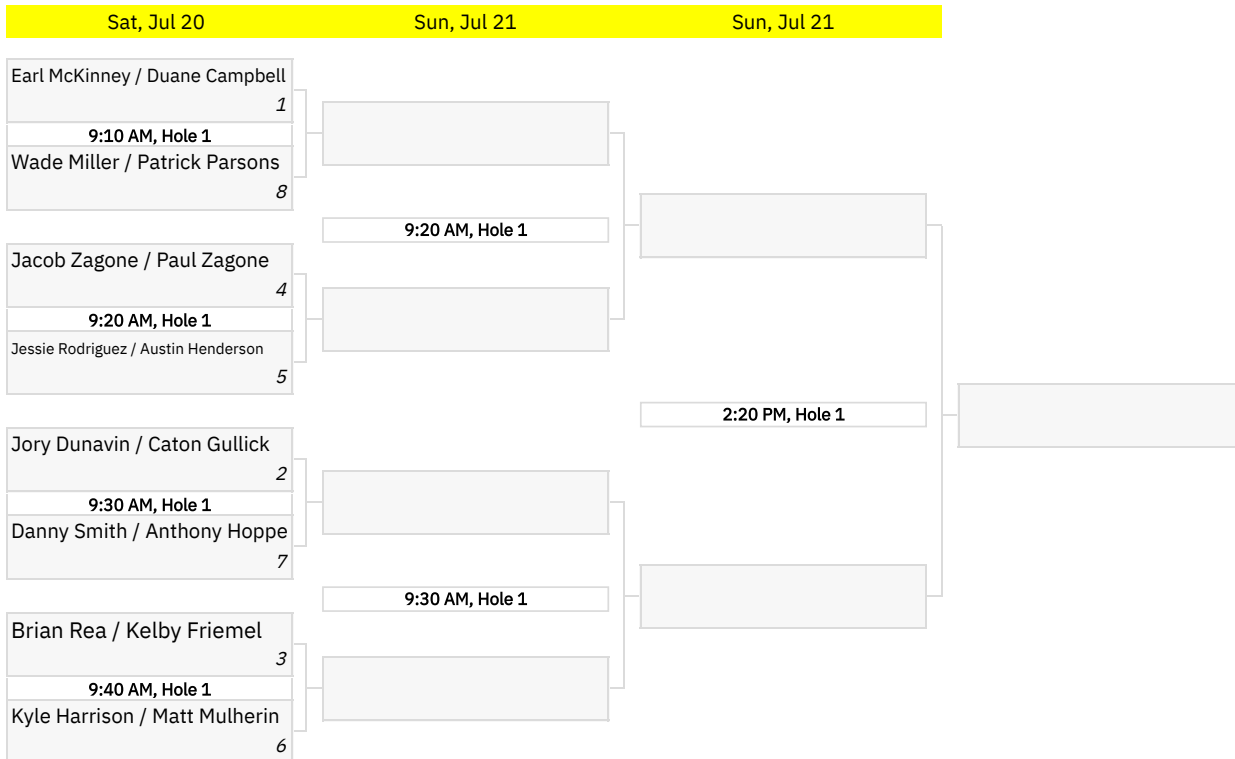 Sat, Jul 20
Sun, Jul 21
Sun, Jul 21
Earl McKinney / Duane Campbell
1
9:10 AM, Hole 1
Wade Miller / Patrick Parsons
8
Jacob Zagone / Paul Zagone
4
9:20 AM, Hole 1
Jessie Rodriguez / Austin Henderson
5
Jory Dunavin / Caton Gullick
2
9:30 AM, Hole 1
Danny Smith / Anthony Hoppe
7
Brian Rea / Kelby Friemel
3
9:40 AM, Hole 1
Kyle Harrison / Matt Mulherin
6
9:20 AM, Hole 1
9:30 AM, Hole 1
2:20 PM, Hole 1